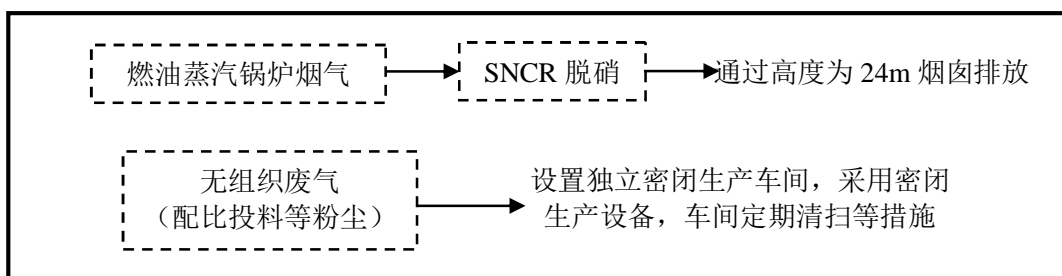 燃油蒸汽锅炉烟气
SNCR 脱硝
通过高度为 24m 烟囱排放
无组织废气
（配比投料等粉尘）
设置独立密闭生产车间，采用密闭
生产设备，车间定期清扫等措施